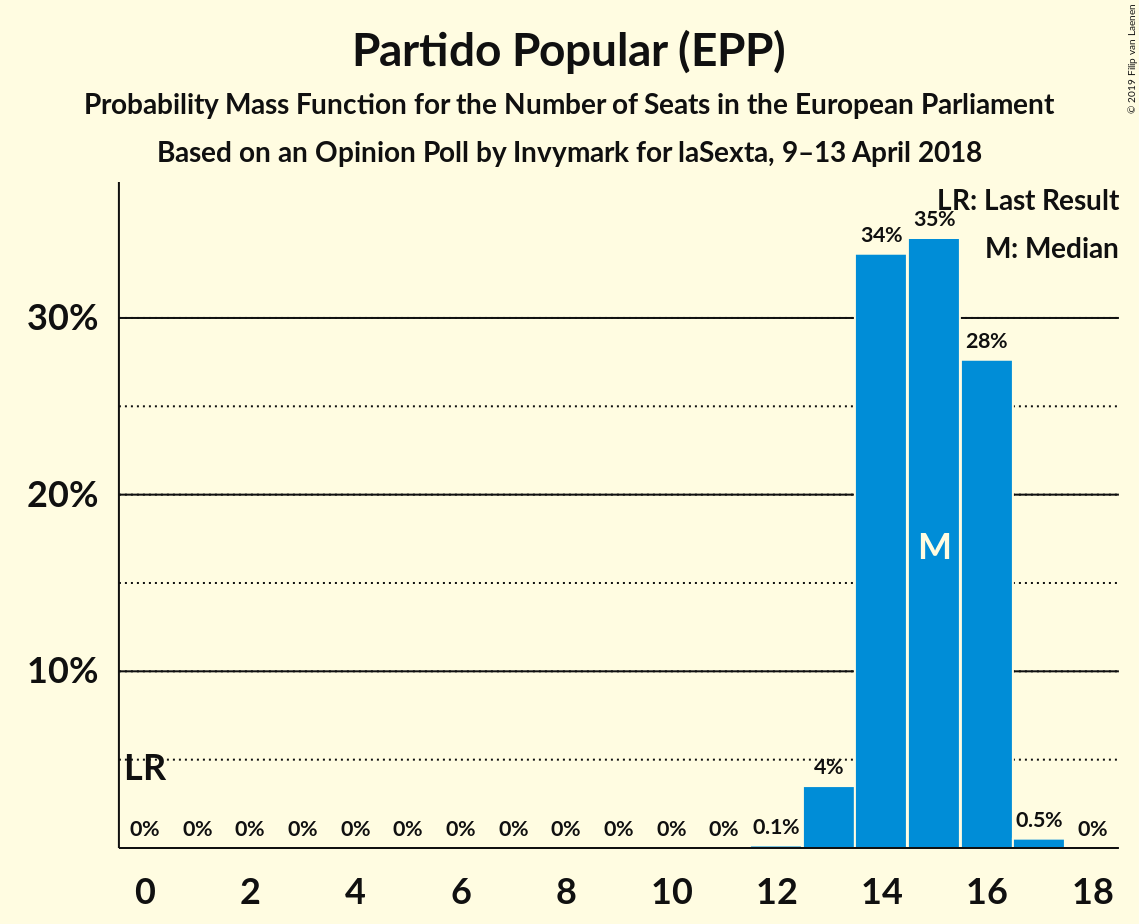 Partido Popular (EPP)
Probability Mass Function for the Number of Seats in the European Parliament
Based on an Opinion Poll by Invymark for laSexta, 9–13 April 2018
© 2019 Filip van Laenen
LR: Last Result
M: Median
30%
20%
10%
LR
0% 0% 0% 0% 0% 0% 0% 0% 0% 0% 0% 0% 0.1% 4% 34% 35% 28% 0.5% 0%
M
0 2 4 6 8 10 12 14 16 18